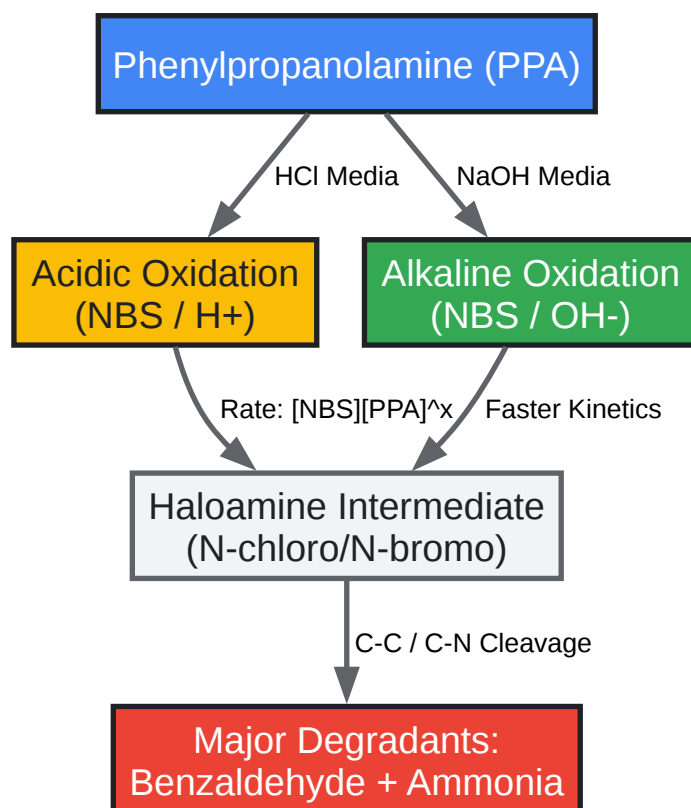 Phenylpropanolamine (PPA)
HCl Media
NaOH Media
Acidic Oxidation
(NBS / H+)
Alkaline Oxidation
(NBS / OH-)
Rate: [NBS][PPA]^x
Faster Kinetics
Haloamine Intermediate
(N-chloro/N-bromo)
C-C / C-N Cleavage
Major Degradants:
Benzaldehyde + Ammonia